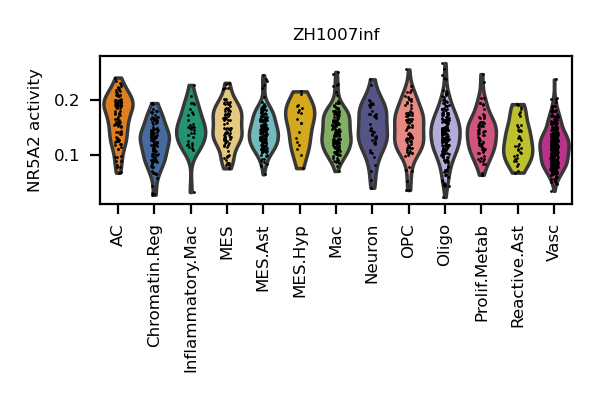 ZH1007inf
NR5A2 activity
0.2
0.1
AC
Chromatin.Reg
Inflammatory.Mac
MES
MES.Ast
MES.Hyp
Mac
Neuron
OPC
Oligo
Prolif.Metab
Reactive.Ast
Vasc